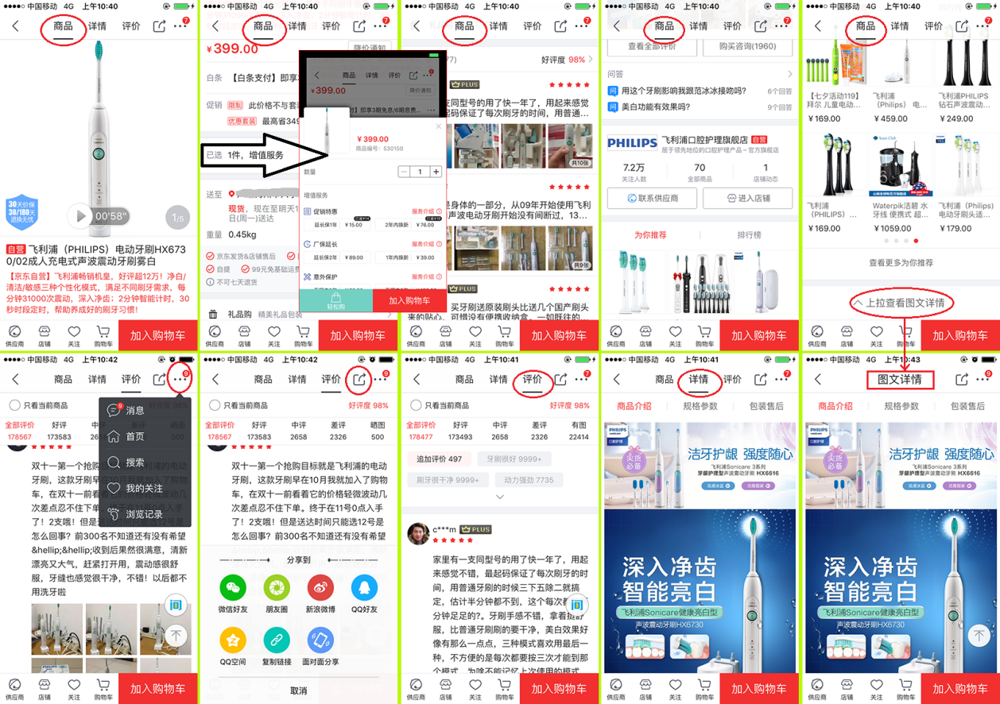 ●●●●○ 中国移动 4G 上午10:40
商品 详情 评价 7
00'58"
1/5
30天价保
30/180天
退换无忧
自营 飞利浦（PHILIPS）电动牙刷HX673
0/02成人充电式声波震动牙刷雾白
【京东自营】飞利浦畅销机皇，好评超12万！净白/
清洁/敏感三种个性化模式，满足不同刷牙需求，每
分钟31000次震动，深入净齿：2分钟智能计时，30
秒时段定时，帮助养成好的刷牙习惯！
供应商 店铺 关注 购物车 加入购物车
●●●●○ 中国移动 4G 上午10:40
商品 详情 评价 7
￥399.00 降价通知
白条 【白条支付】即享
促销 限制 此价格不与套
优惠套装 最高省349
已选 1件，增值服务
送至
现货，现在至明天1
日(周一)送达
重量 0.45kg
京东发货&店铺售后
自提 99元免基础运费
不可七天退货
礼品购 精美礼品包装
供应商 店铺 关注 购物车 加入购物车
商品 详情 评价
￥399.00 降价通知
付】即享3期免息/6期息费...
￥399.00
商品编号：530150
数量 1
增值服务
促销特惠 服务介绍
延长保1年 ￥15.00 2年内换新 ￥76.00
厂保延长 服务介绍
延长保2年 ￥89.00 1年内换新 ￥39.00
意外保护 服务介绍
轻松购 加入购物车
●●●●○ 中国移动 4G 上午10:40
商品 详情 评价 7
77) 好评度 98%
PLUS
支同型号的用了快一年了，用起来感觉
起码保证了每次刷牙的时间，用普通...
共10张
是身体的一部分，从09年开始使用飞利
声波电动牙刷开始没有间断过，13...
共9张
PLUS
买牙刷送原装刷头比送几个国产刷头
来的贴心，可惜没有便携收纳盒，一如既往的...
供应商 店铺 关注 购物车 加入购物车
●●●●○ 中国移动 4G 上午10:40
商品 详情 评价 7
查看全部评价 购买咨询(1960)
问答
问 用这个牙刷影响我跟范冰冰接吻吗？ 6个回答
问 美白功能有效果吗？ 9个回答
PHILIPS 飞利浦口腔护理旗舰店 自营
居于领先地位的口腔护理产品－官方旗舰店
7.2万 70 1
关注人数 全部商品 店铺动态
联系供应商 进入店铺
为你推荐 排行榜
供应商 店铺 关注 购物车 加入购物车
●●●●○ 中国移动 4G 上午10:40
商品 详情 评价 7
【七夕活动119】 飞利浦 飞利浦PHILIPS
拜尔 儿童电动... （Philips） 电... 钻石声波震动...
￥169.00 ￥459.00 ￥249.00
飞利浦 Waterpik洁碧 水 飞利浦（Philips)
（PHILIPS）... 牙线 便携式 超... 电动牙刷头适...
￥169.00 ￥1059.00 ￥179.00
查看更多为你推荐
上拉查看图文详情
供应商 店铺 关注 购物车 加入购物车
●●●●○ 中国移动 4G 上午10:42
商品 详情 评价 9
只看当前商品 好评度 98%
全部评价 好评 中评 差评 晒图
178567 173583 2658 2326 500
9 消息
首页
搜索
我的关注
浏览记录
双十一第一个抢购
牙刷，这款牙刷早
车，在双十一前看
次差点忍不住下单
了！2支哦！但是送达时间只能选12号是
怎么回事？前300名不知道还有没有希望
&hellip;&hellip;收到后果然很满意，清新
漂亮又大气，赶紧打开用，震动感很舒
服，牙缝也感觉很干净，不错！以后都不
用洗牙啦
供应商 店铺 关注 购物车 加入购物车
●●●●○ 中国移动 4G 上午10:42
商品 详情 评价 9
只看当前商品 好评度 98%
全部评价 好评 中评 差评 晒图
178567 173583 2658 2326 500
双十一第一个抢购目标就是飞利浦的电动
牙刷，这款牙刷早在10月我就加入了购物
车，在双十一前看着它的价格轻微波动几
次差点忍不住下单。终于在11号0点入手
了！2支哦！但是送达时间只能选12号是
怎么回事？前300名不知道还有没有希望
分享到
微信好友 朋友圈 新浪微博 QQ好友
QQ空间 复制链接 面对面分享
取消
●●●●○ 中国移动 4G 上午10:41
商品 详情 评价 7
只看当前商品 好评度 98%
全部评价 好评 中评 差评 有图
178477 173493 2658 2326 22414
追加评价 497 牙刷很好 9999+
刷牙很干净 9999+ 动力强劲 7735
c***m PLUS
家里有一支同型号的用了快一年了，用起
来感觉不错，最起码保证了每次刷牙的时
间，用普通牙刷的时候三下五除二就搞
定，估计半分钟都不到，这个每次都要两
分钟足足的?。牙刷手感不错，拿着挺舒
服，比普通牙刷刷的要干净，美白效果好
像有那么一点点，三种模式喜欢用最后一
种，不方便的是每次都要按三次才能到那
个模式，为啥不能记忆上次使用的模式
供应商 店铺 关注 购物车 加入购物车
●●●●○ 中国移动 4G 上午10:41
商品 详情 评价 7
商品介绍 规格参数 包装售后
PHILIPS
口腔护理
尖货
必备
洁牙护龈 强度随心
飞利浦Sonicare 3系列
牙龈护理型声波震动牙刷 HX6616
深入净齿
智能亮白
飞利浦Sonicare健康亮白型
声波震动牙刷HX6730
供应商 店铺 关注 购物车 加入购物车
●●●●○ 中国移动 4G 上午10:43
图文详情 7
商品介绍 规格参数 包装售后
PHILIPS
口腔护理
尖货
必备
洁牙护龈 强度随心
飞利浦Sonicare 3系列
牙龈护理型声波震动牙刷 HX6616
深入净齿
智能亮白
飞利浦Sonicare健康亮白型
声波震动牙刷HX6730
供应商 店铺 关注 购物车 加入购物车